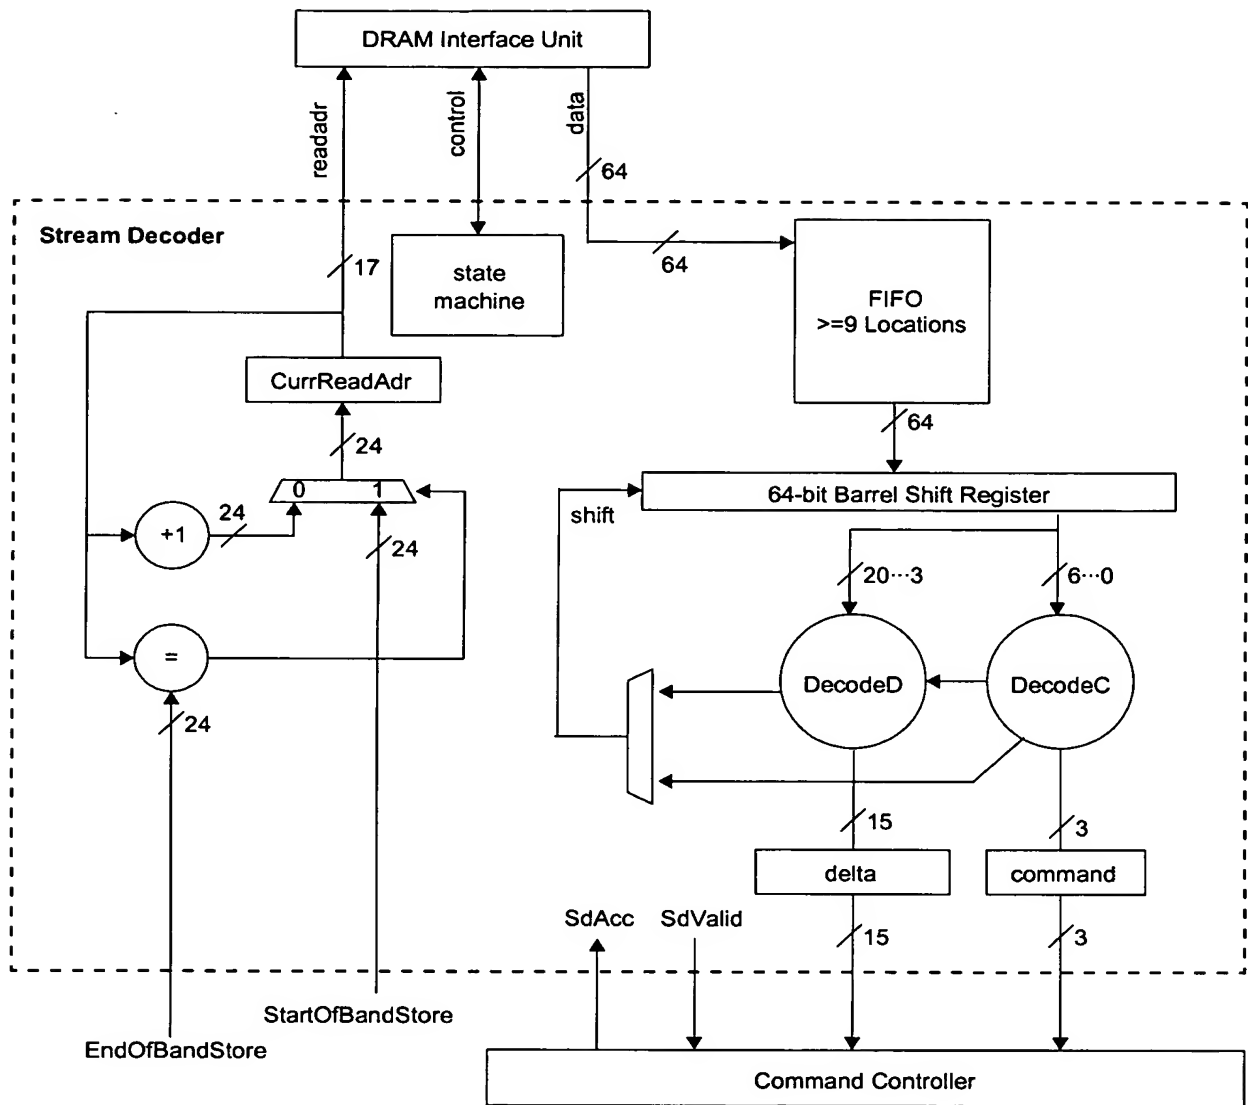 DRAM Interface Unit
readadr
control
data
64
Stream Decoder
17
state
machine
64
FIFO
>=9 Locations
CurrReadAdr
64
24
0 1
64-bit Barrel Shift Register
shift
+1
24
24
20···3
6···0
=
DecodeD
DecodeC
24
15
3
delta
command
SdAcc
SdValid
15
3
StartOfBandStore
EndOfBandStore
Command Controller